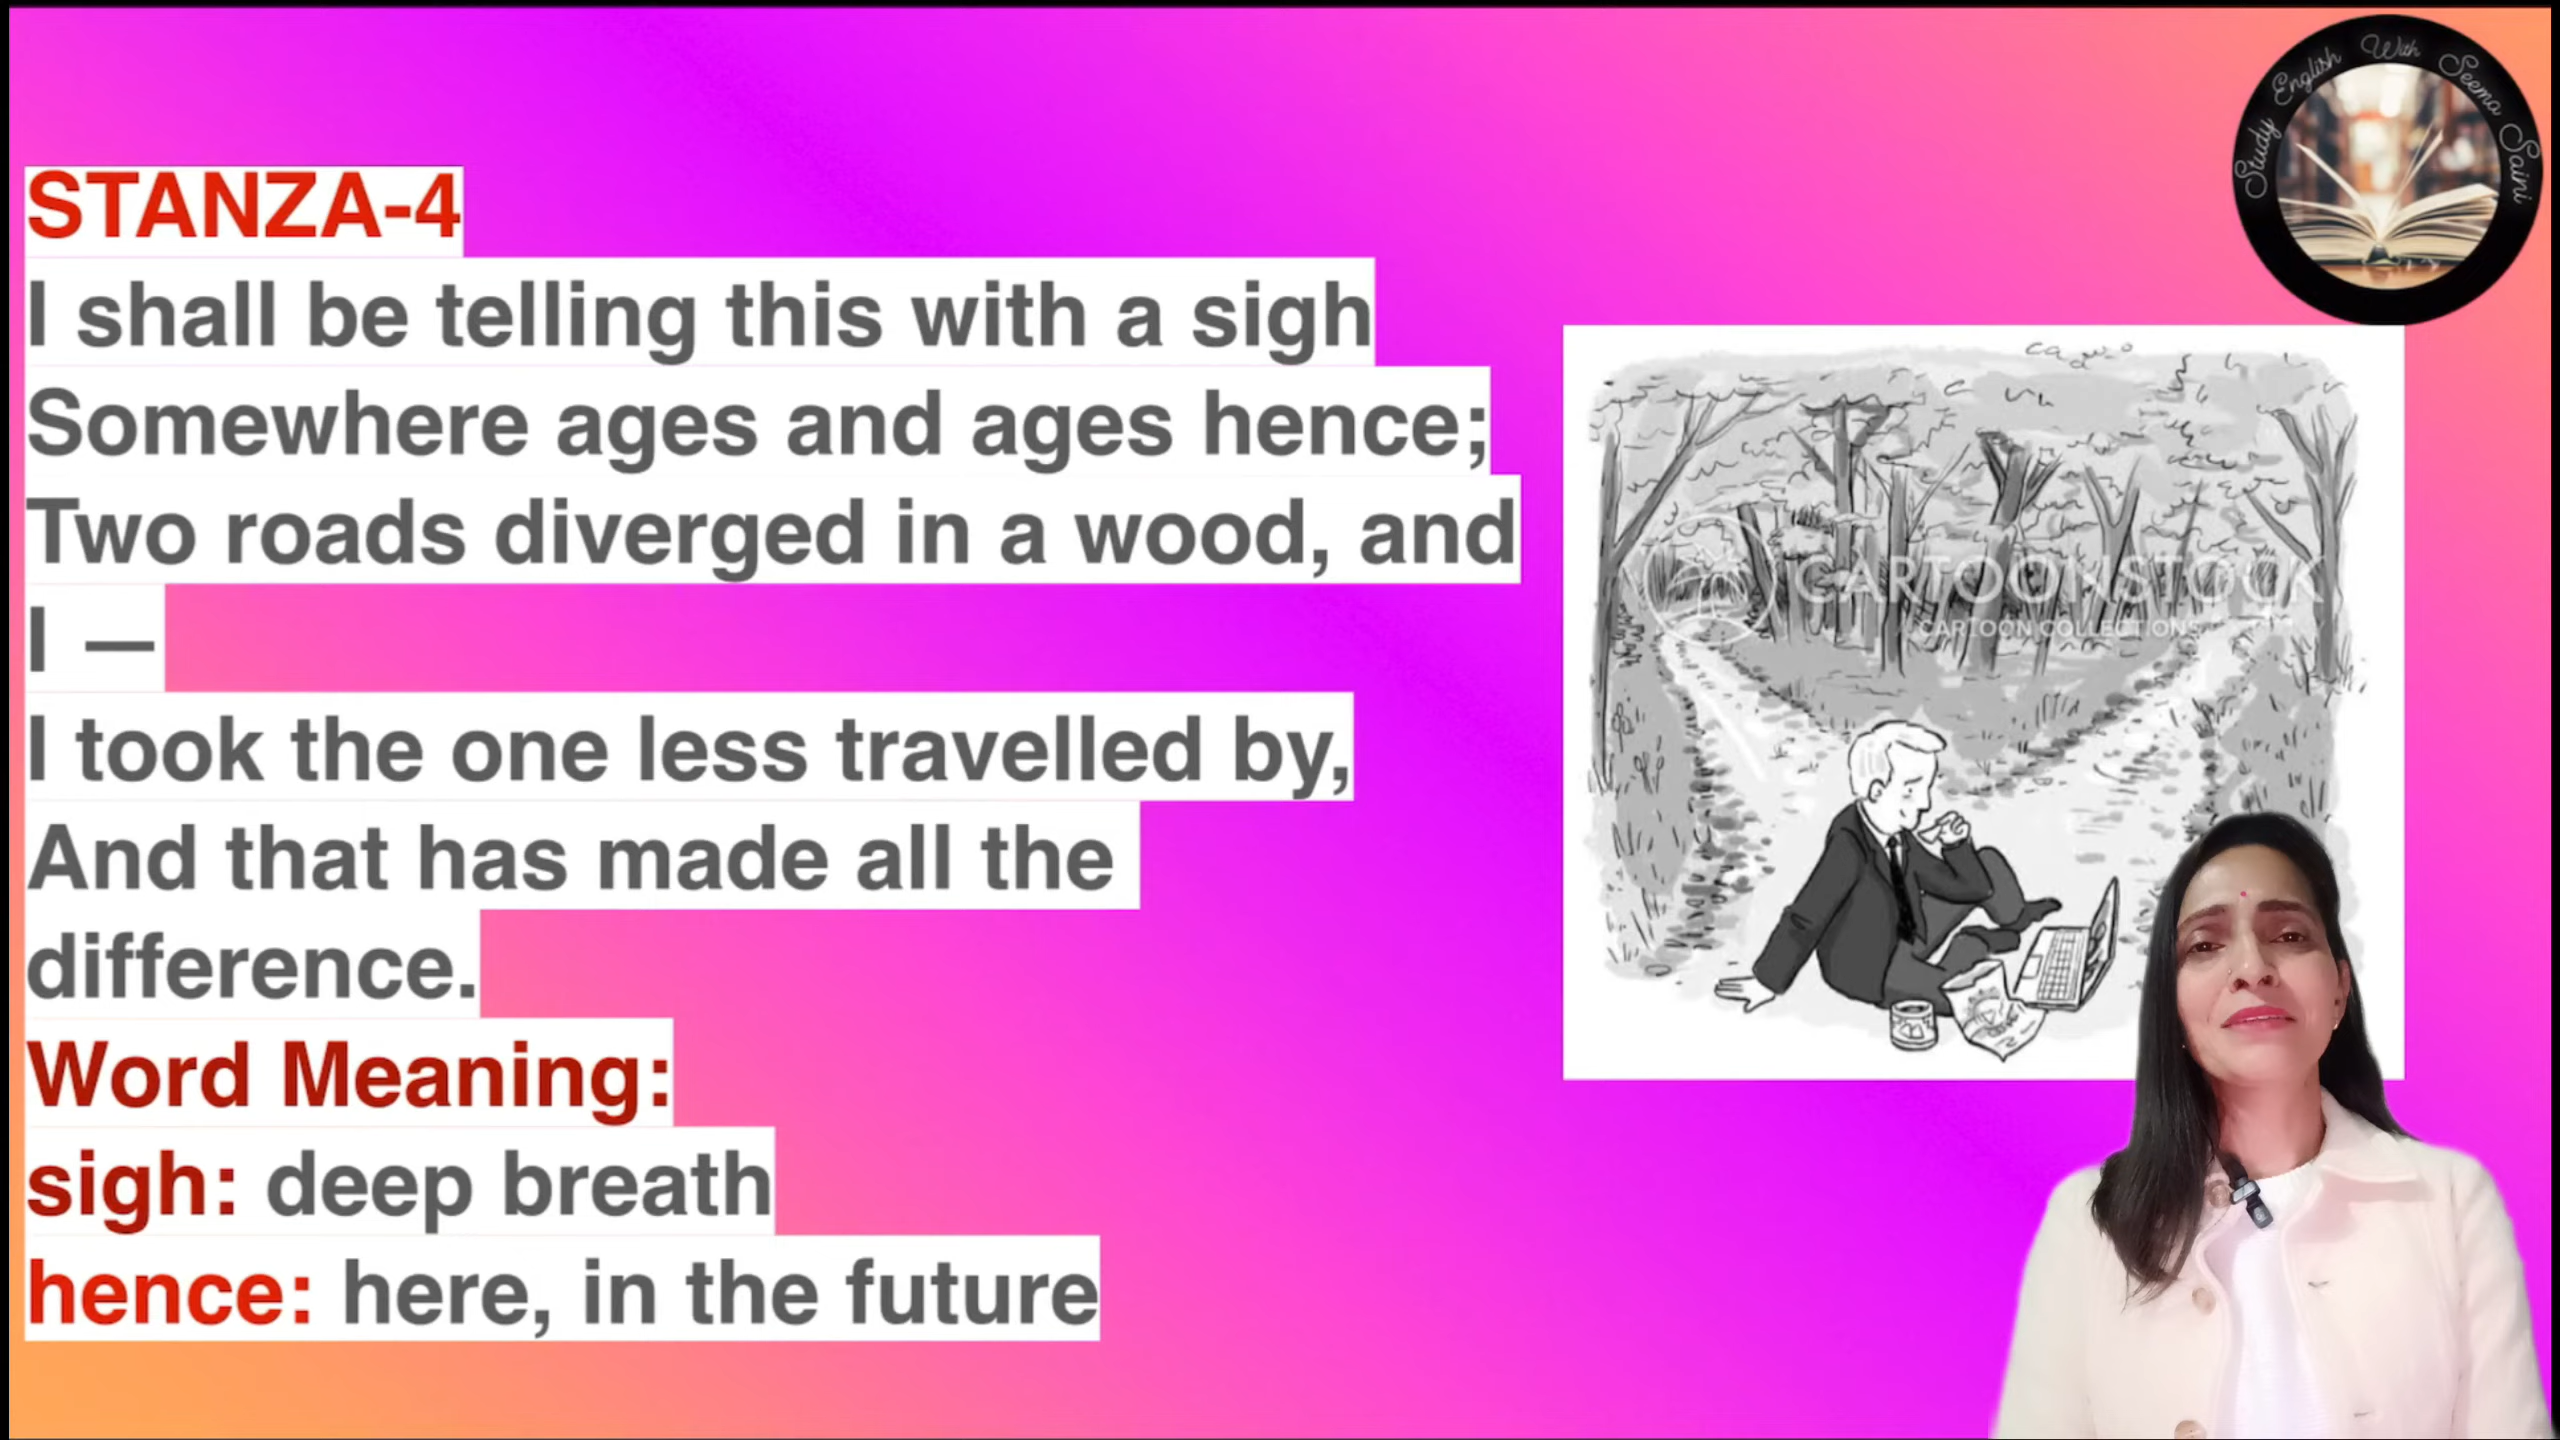 Study English With Seema Saini
STANZA-4
I shall be telling this with a sigh
Somewhere ages and ages hence;
Two roads diverged in a wood, and
I —
I took the one less travelled by,
And that has made all the
difference.
Word Meaning:
sigh: deep breath
hence: here, in the future
CARTOONSTOCK
CARTOON COLLECTIONS